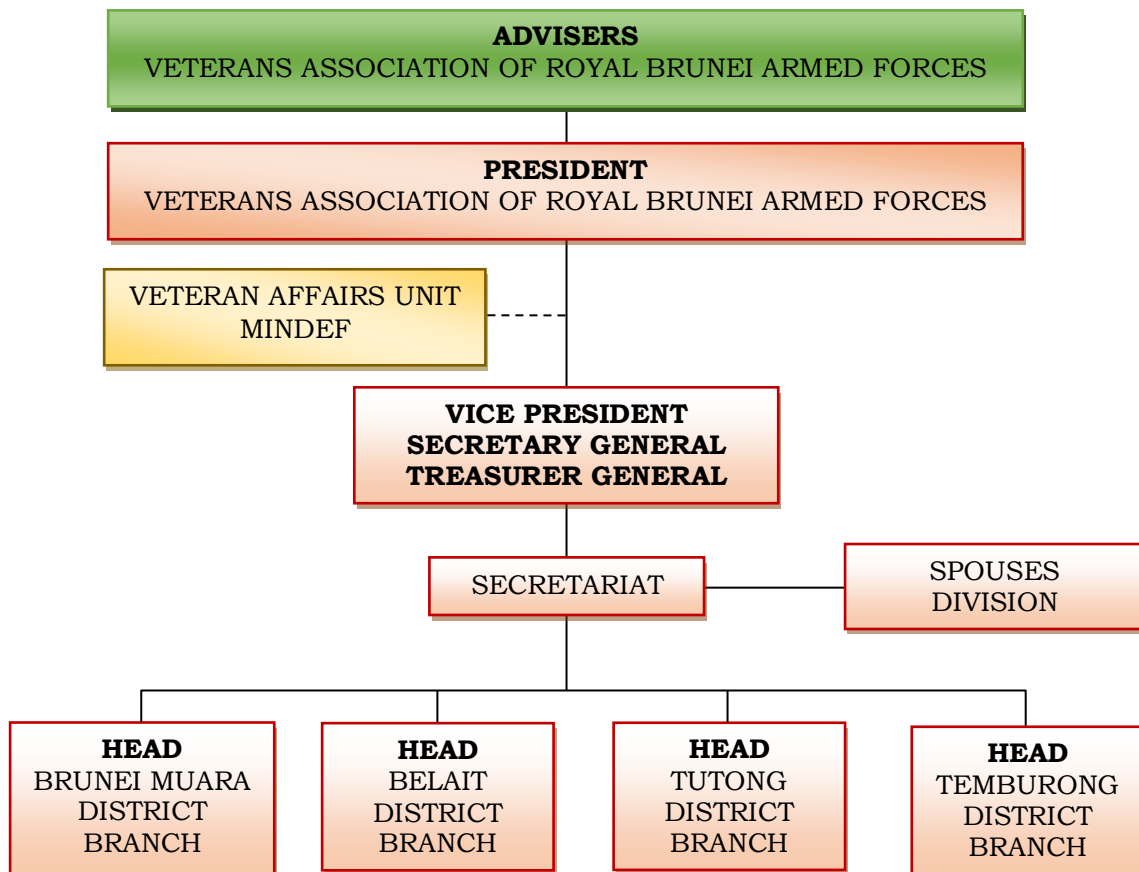 ADVISERS
VETERANS ASSOCIATION OF ROYAL BRUNEI ARMED FORCES
PRESIDENT
VETERANS ASSOCIATION OF ROYAL BRUNEI ARMED FORCES
VETERAN AFFAIRS UNIT
MINDEF
VICE PRESIDENT
SECRETARY GENERAL
TREASURER GENERAL
SECRETARIAT
SPOUSES
DIVISION
HEAD
BRUNEI MUARA
DISTRICT
BRANCH
HEAD
BELAIT
DISTRICT
BRANCH
HEAD
TUTONG
DISTRICT
BRANCH
HEAD
TEMBURONG
DISTRICT
BRANCH